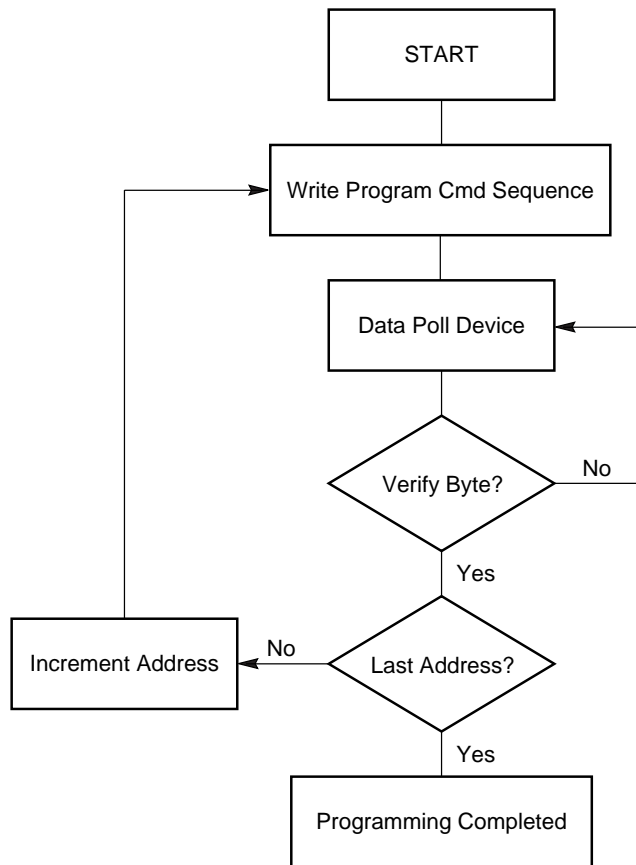 START
Write Program Cmd Sequence
Data Poll Device
Verify Byte?
No
Yes
Increment Address
No
Last Address?
Yes
Programming Completed